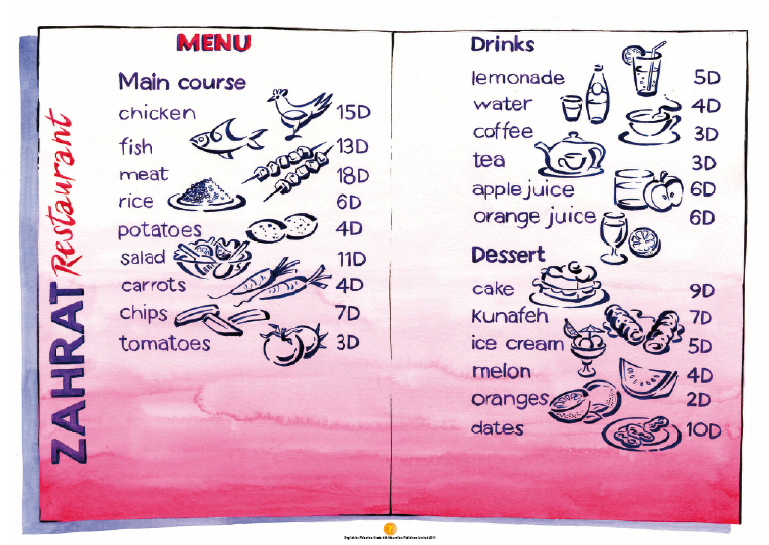 ZAHRAT Restaurant
MENU
Main course
chicken 15D
fish 13D
meat 18D
rice 6D
potatoes 4D
salad 11D
carrots 4D
chips 7D
tomatoes 3D
Drinks
lemonade 5D
water 4D
coffee 3D
tea 3D
apple juice 6D
orange juice 6D
Dessert
cake 9D
kunafeh 7D
ice cream 5D
melon 4D
oranges 2D
dates 10D